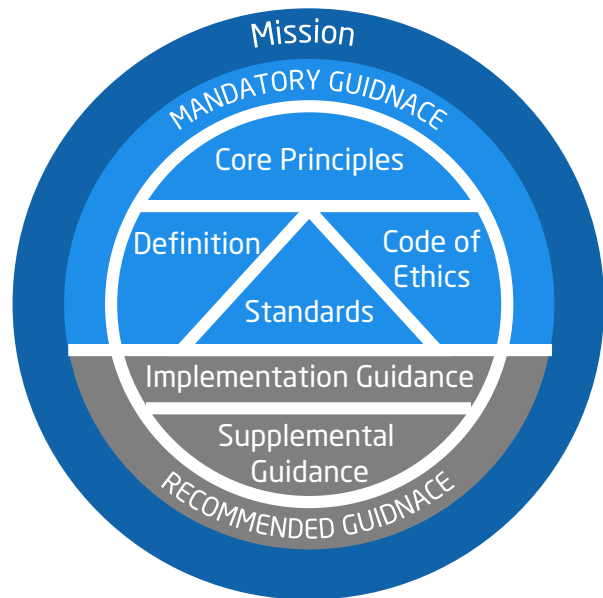 Mission
MANDATORY GUIDNACE
Core Principles
Definition
Code of
Ethics
Standards
Implementation Guidance
Supplemental
Guidance
RECOMMENDED GUIDNACE